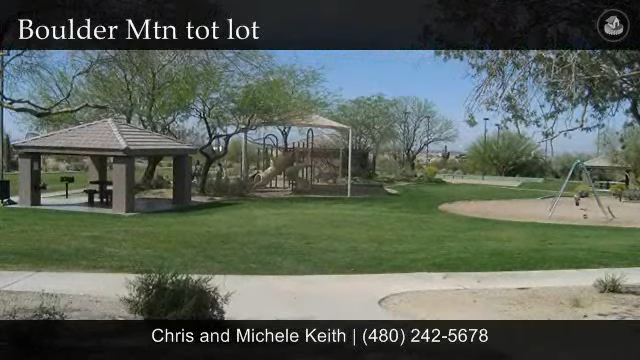 Boulder Mtn tot lot
Chris and Michele Keith | (480) 242-5678